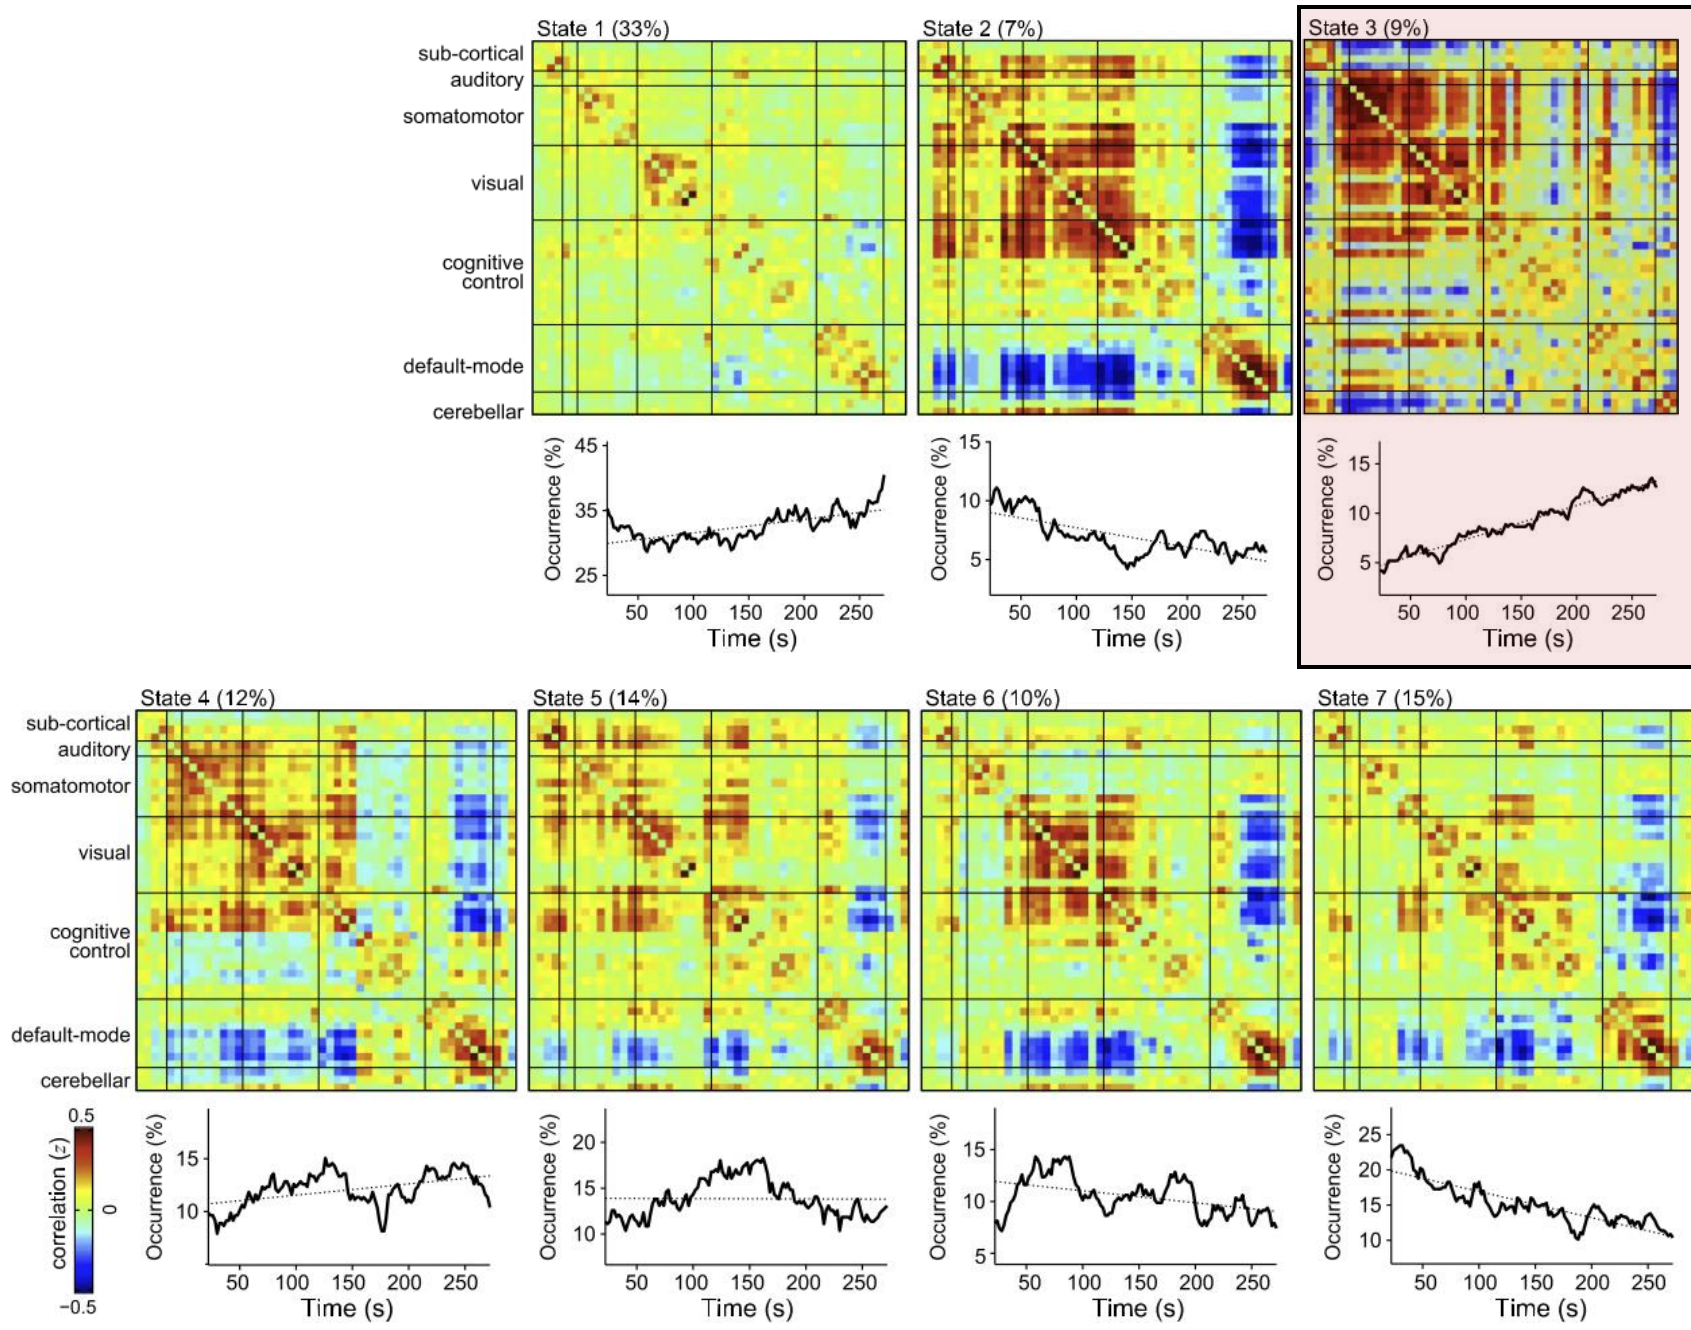 State 1 (33%)
State 2 (7%)
State 3 (9%)
sub-cortical
auditory
somatomotor
visual
cognitive
control
default-mode
cerebellar
Occurrence (%)
45
35
25
50 100 150 200 250
Time (s)
Occurrence (%)
15
10
5
50 100 150 200 250
Time (s)
Occurrence (%)
15
10
5
50 100 150 200 250
Time (s)
State 4 (12%)
State 5 (14%)
State 6 (10%)
State 7 (15%)
sub-cortical
auditory
somatomotor
visual
cognitive
control
default-mode
cerebellar
0.5
correlation (z)
0
−0.5
Occurrence (%)
15
10
50 100 150 200 250
Time (s)
Occurrence (%)
20
15
10
50 100 150 200 250
Time (s)
Occurrence (%)
15
10
5
50 100 150 200 250
Time (s)
Occurrence (%)
25
20
15
10
50 100 150 200 250
Time (s)